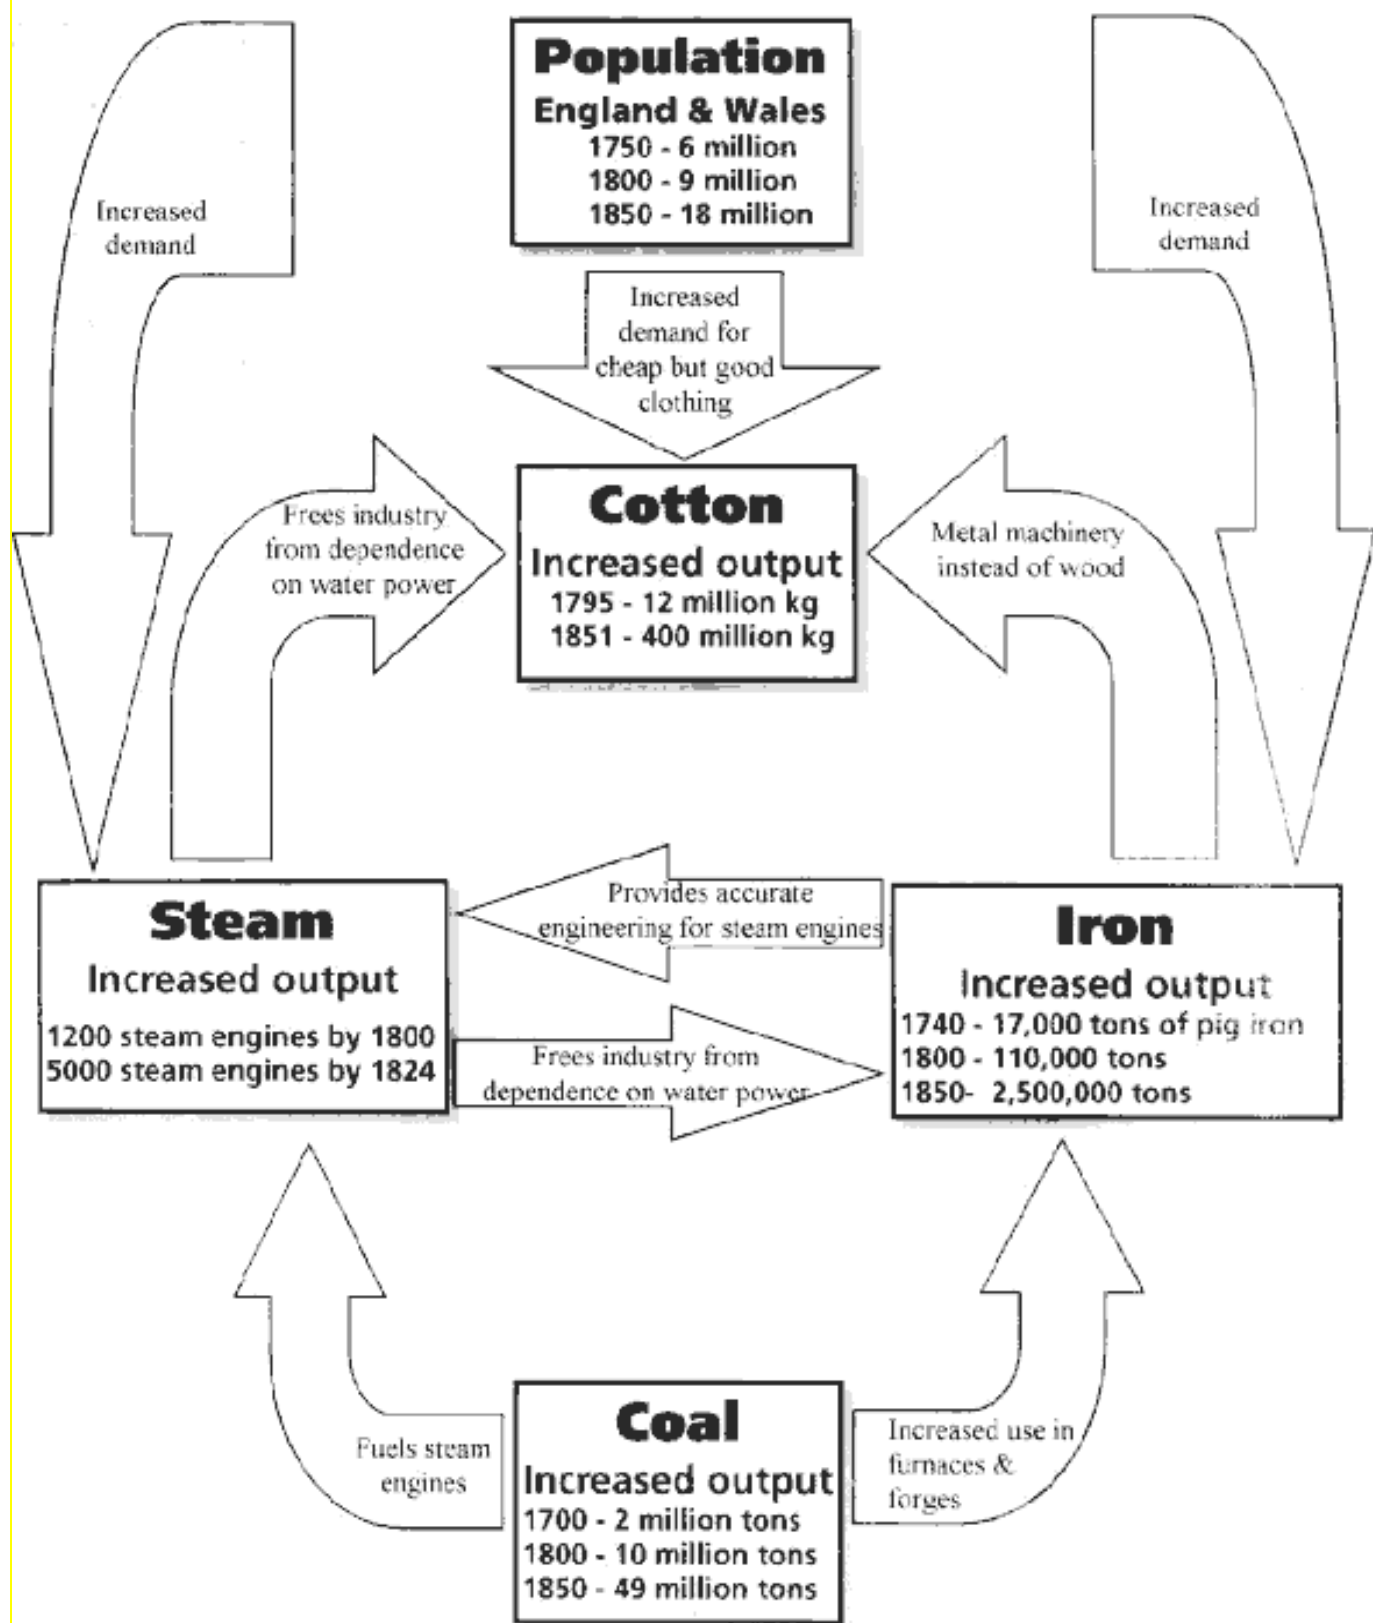 Population
England & Wales
1750 - 6 million
1800 - 9 million
1850 - 18 million
Increased
demand
Increased
demand
Increased
demand for
cheap but good
clothing
Frees industry
from dependence
on water power
Cotton
Increased output
1795 - 12 million kg
1851 - 400 million kg
Metal machinery
instead of wood
Steam
Increased output
1200 steam engines by 1800
5000 steam engines by 1824
Provides accurate
engineering for steam engines
Frees industry from
dependence on water power
Iron
Increased output
1740 - 17,000 tons of pig iron
1800 - 110,000 tons
1850- 2,500,000 tons
Fuels steam
engines
Coal
Increased output
1700 - 2 million tons
1800 - 10 million tons
1850 - 49 million tons
Increased use in
furnaces &
forges